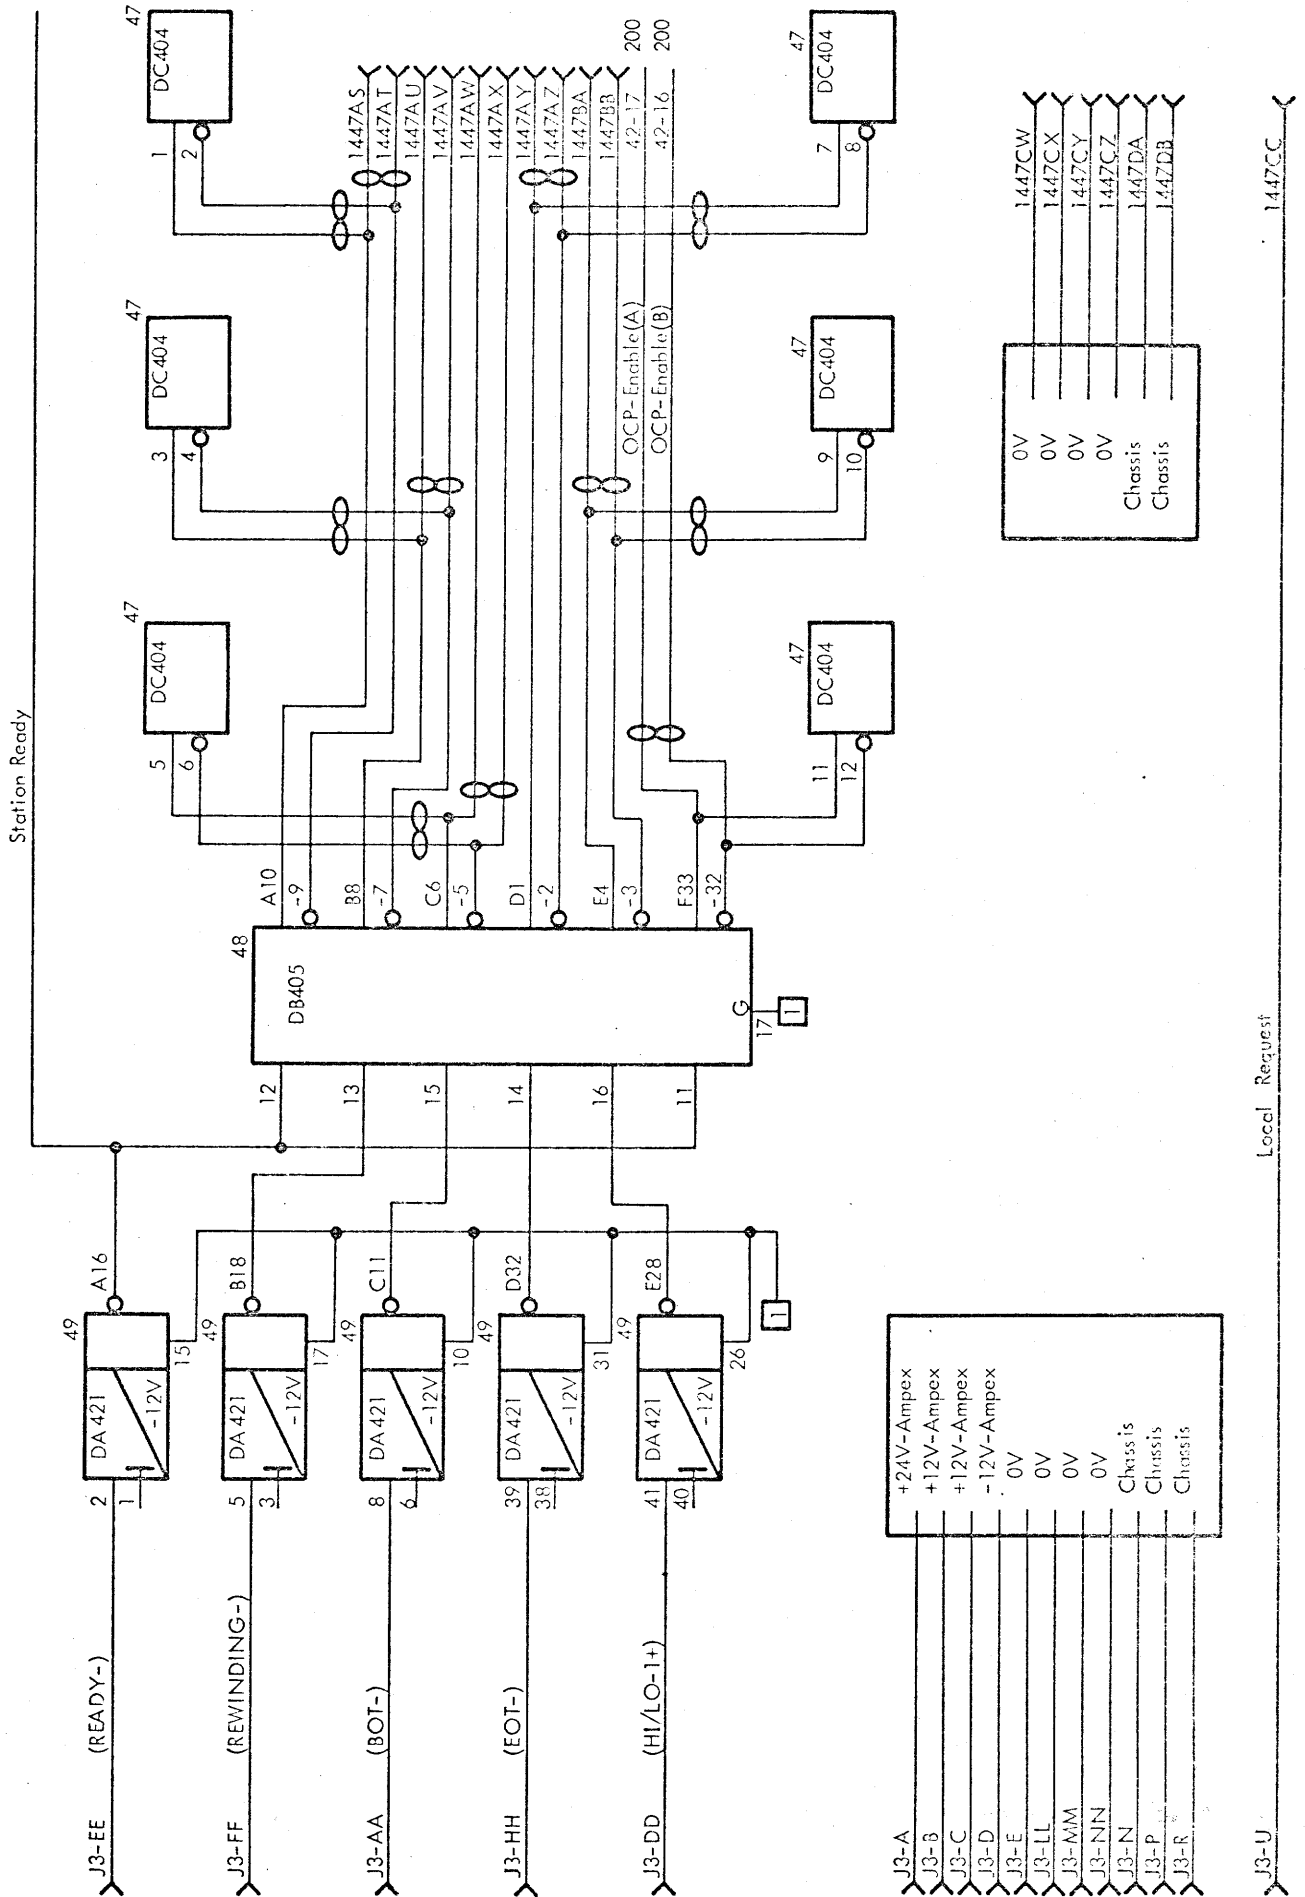 Station Ready
J3-EE (READY-)
2
1
DA421
-12V
49
A16
15
J3-FF (REWINDING-)
5
3
DA421
-12V
49
B18
17
J3-AA (BOT-)
8
6
DA421
-12V
49
C11
10
J3-HH (EOT-)
39
38
DA421
-12V
49
D32
31
J3-DD (HI/LO-1+)
41
40
DA421
-12V
49
E28
26
1
12
13
15
14
16
11
48
DB405
G
17
1
A10
-9
B8
-7
C6
-5
D1
-2
E4
-3
F33
-32
47
DC404
5
6
47
DC404
3
4
47
DC404
1
2
47
DC404
11
12
47
DC404
9
10
47
DC404
7
8
1447AS
1447AT
1447AU
1447AV
1447AW
1447AX
1447AY
1447AZ
1447BA
1447BB
OCP-Enable(A) 42-17 200
OCP-Enable(B) 42-16 200
J3-A +24V-Ampex
J3-B +12V-Ampex
J3-C +12V-Ampex
J3-D -12V-Ampex
J3-E 0V
J3-LL 0V
J3-MM 0V
J3-NN 0V
J3-N Chassis
J3-P Chassis
J3-R Chassis
0V 1447CW
0V 1447CX
0V 1447CY
0V 1447CZ
Chassis 1447DA
Chassis 1447DB
J3-U Local Request 1447CC